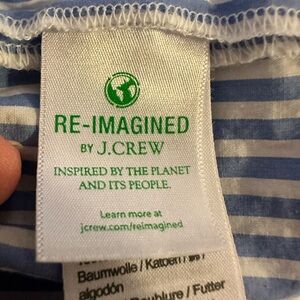 RE-IMAGINED
BY J.CREW
INSPIRED BY THE PLANET
AND ITS PEOPLE.
Learn more at
jcrew.com/reimagined
Baumwolle / Katoen /
algodón
Doublure / Futter